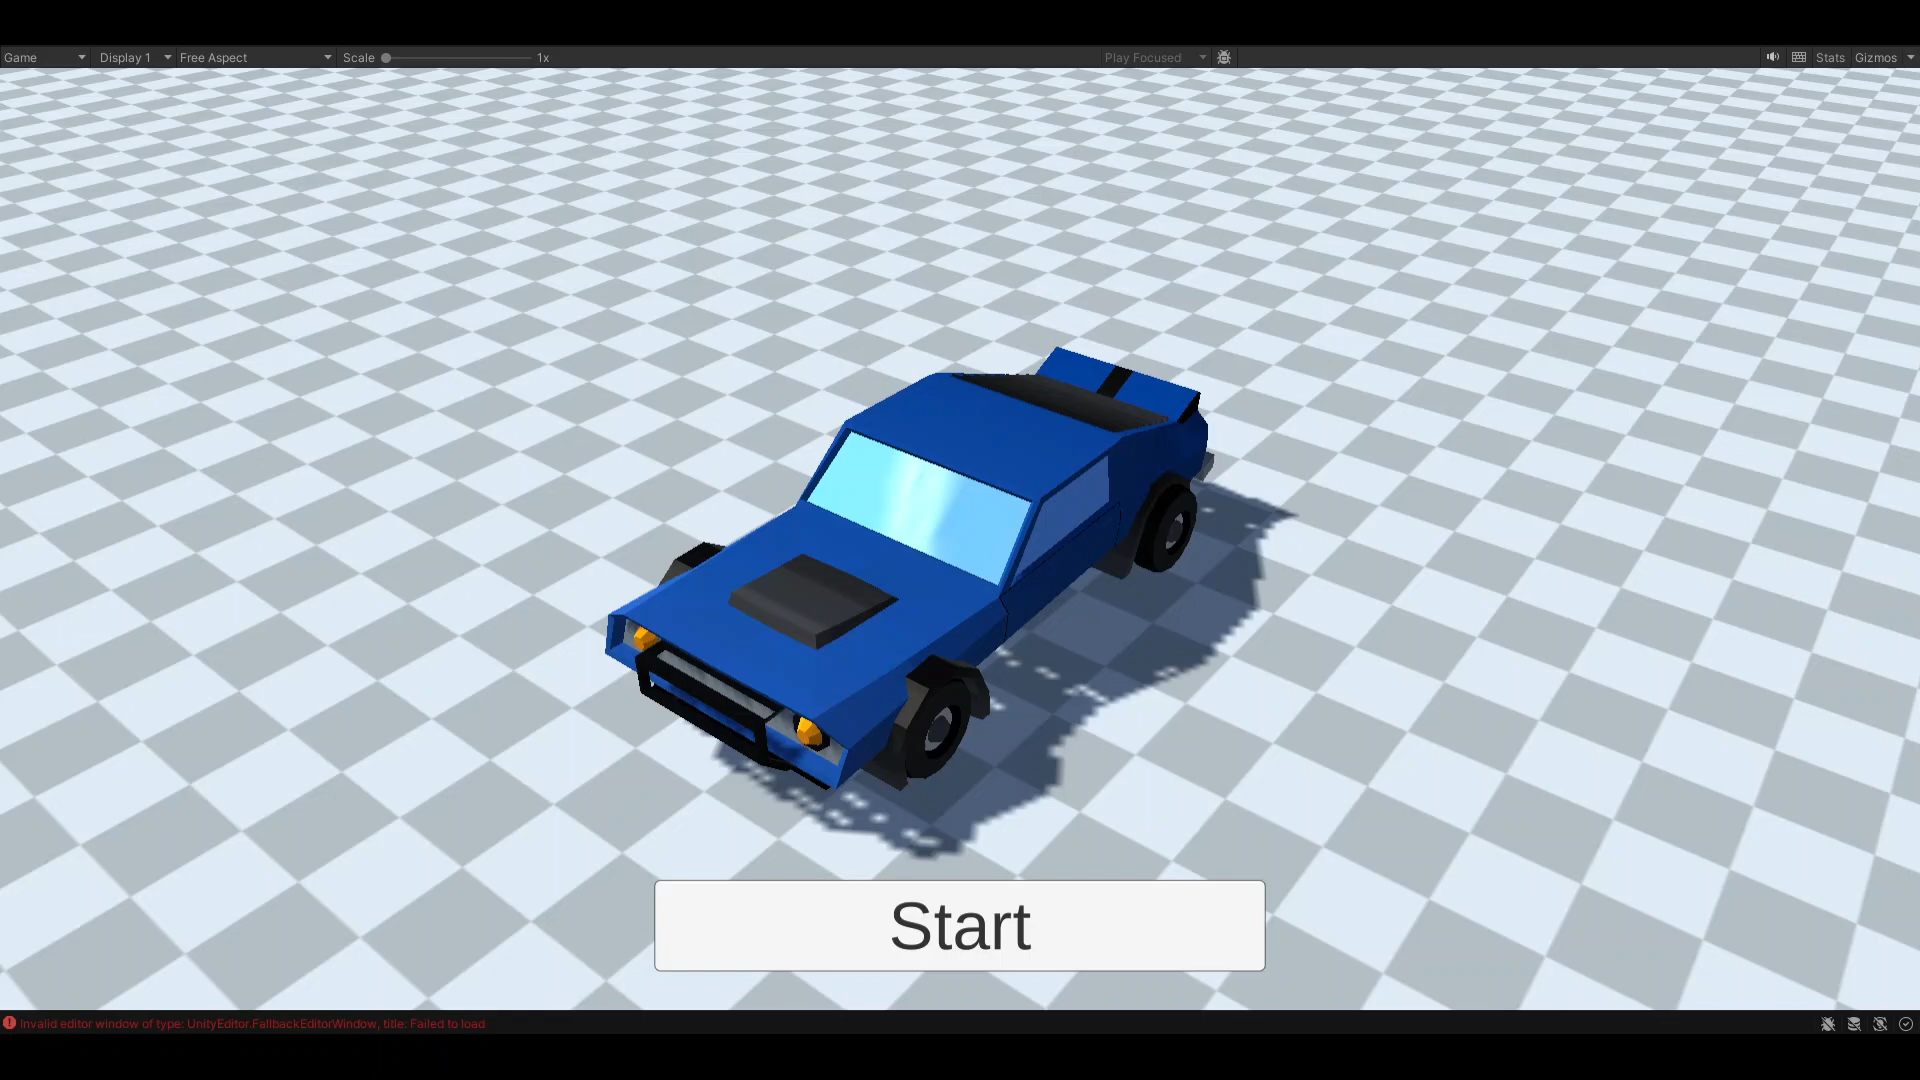 Game Display 1 Free Aspect Scale 1x Play Focused Stats Gizmos
Start
Invalid editor window of type: UnityEditor.FallbackEditorWindow, title: Failed to load